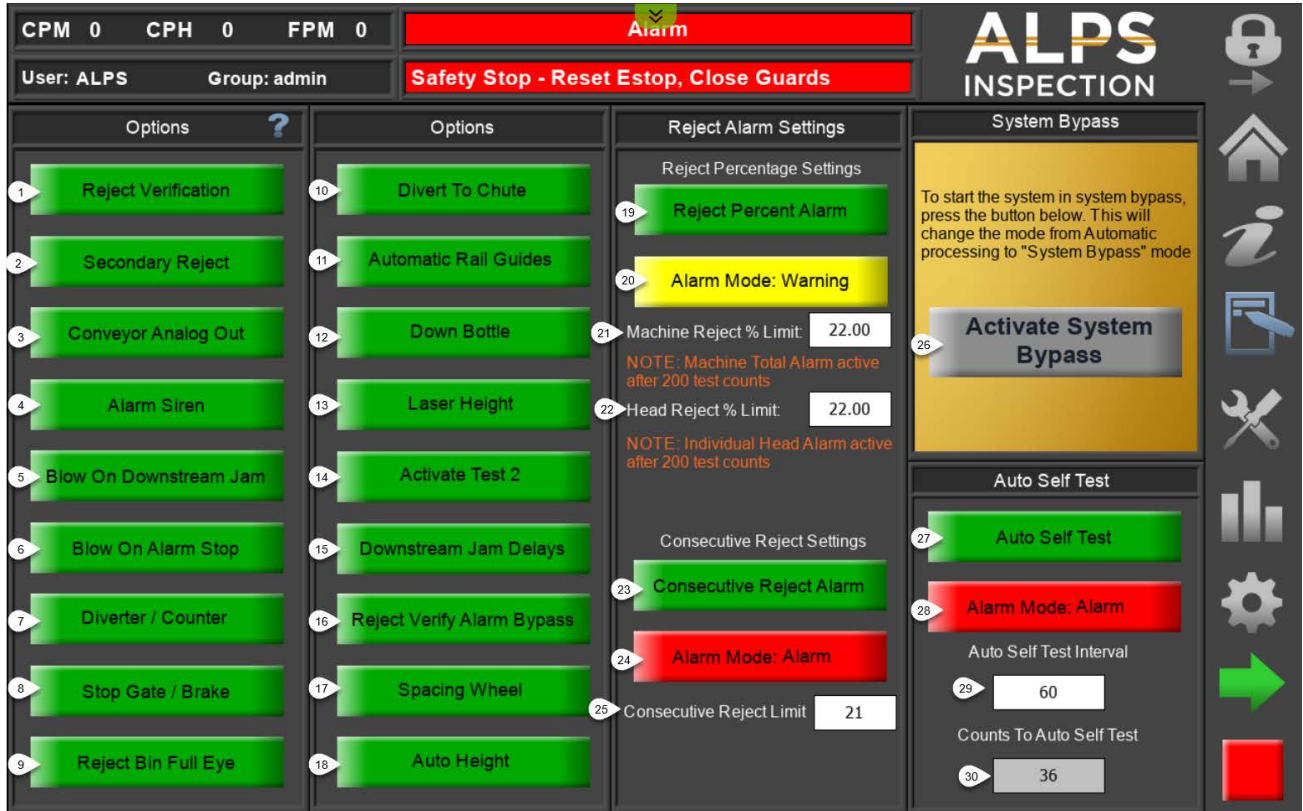 CPM 0 CPH 0 FPM 0
Alarm
ALPS
INSPECTION
User: ALPS Group: admin
Safety Stop - Reset Estop, Close Guards
Options ?
1 Reject Verification
2 Secondary Reject
3 Conveyor Analog Out
4 Alarm Siren
5 Blow On Downstream Jam
6 Blow On Alarm Stop
7 Diverter / Counter
8 Stop Gate / Brake
9 Reject Bin Full Eye
Options
10 Divert To Chute
11 Automatic Rail Guides
12 Down Bottle
13 Laser Height
14 Activate Test 2
15 Downstream Jam Delays
16 Reject Verify Alarm Bypass
17 Spacing Wheel
18 Auto Height
Reject Alarm Settings
Reject Percentage Settings
19 Reject Percent Alarm
20 Alarm Mode: Warning
21 Machine Reject % Limit: 22.00
NOTE: Machine Total Alarm active
after 200 test counts
22 Head Reject % Limit: 22.00
NOTE: Individual Head Alarm active
after 200 test counts
Consecutive Reject Settings
23 Consecutive Reject Alarm
24 Alarm Mode: Alarm
25 Consecutive Reject Limit 21
System Bypass
To start the system in system bypass,
press the button below. This will
change the mode from Automatic
processing to "System Bypass" mode
26 Activate System
Bypass
Auto Self Test
27 Auto Self Test
28 Alarm Mode: Alarm
Auto Self Test Interval
29 60
Counts To Auto Self Test
30 36